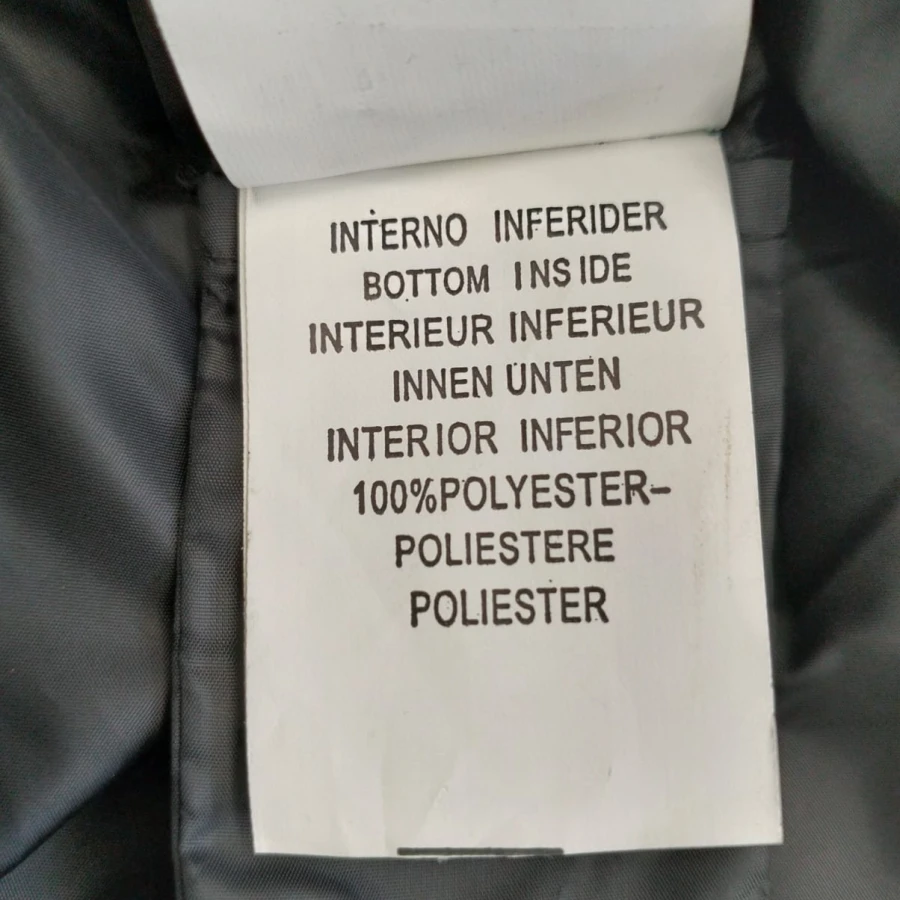 INTERNO INFERIDER
BOTTOM INSIDE
INTERIEUR INFERIEUR
INNEN UNTEN
INTERIOR INFERIOR
100%POLYESTER-
POLIESTERE
POLIESTER